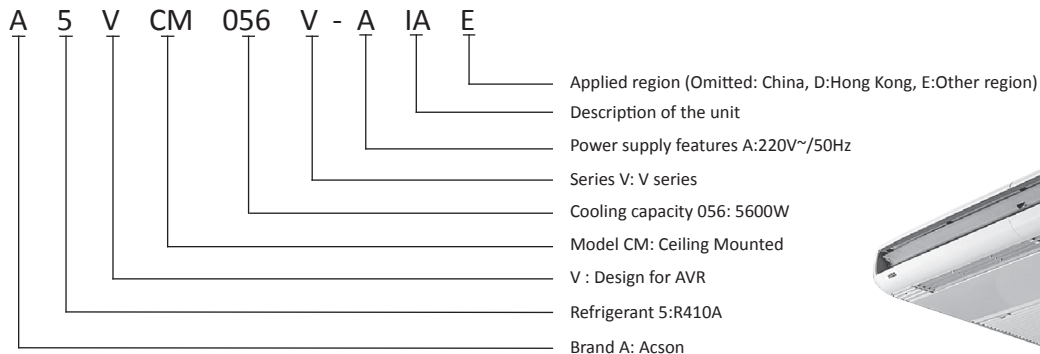 A 5 V CM 056 V - A IA E
Applied region (Omitted: China, D:Hong Kong, E:Other region)
Description of the unit
Power supply features A:220V~/50Hz
Series V: V series
Cooling capacity 056: 5600W
Model CM: Ceiling Mounted
V : Design for AVR
Refrigerant 5:R410A
Brand A: Acson